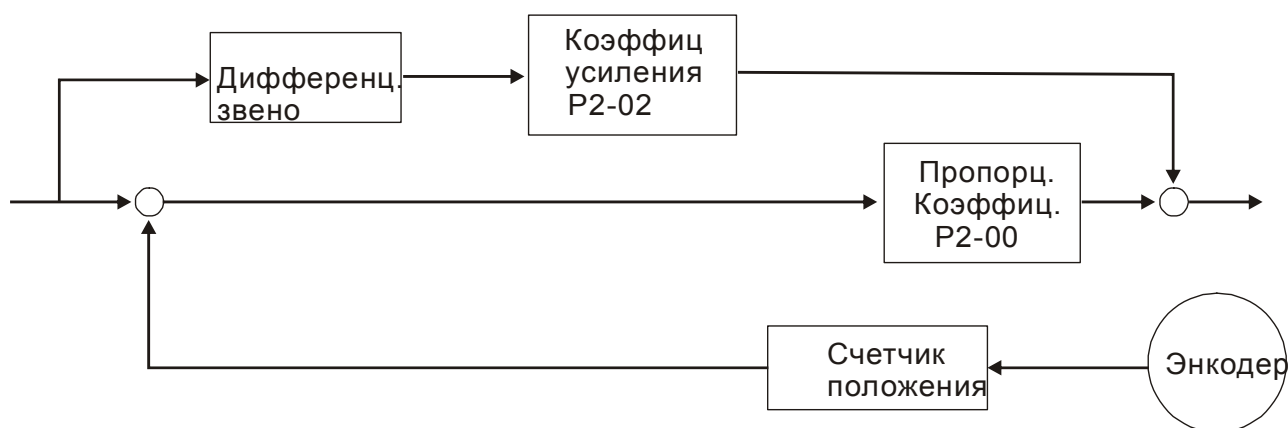 Дифференц.
звено
Коэффиц
усиления
P2-02
Пропорц.
Коэффиц.
P2-00
Счетчик
положения
Энкодер